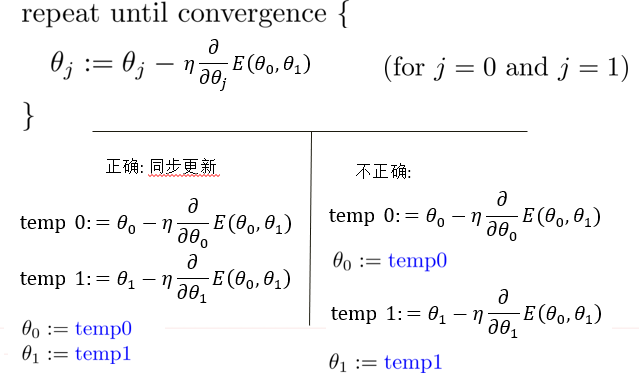 repeat until convergence {
θ_j := θ_j − η ∂/∂θ_j E(θ_0, θ_1) (for j = 0 and j = 1)
}
正确: 同步更新
temp 0: = θ_0 − η ∂/∂θ_0 E(θ_0, θ_1)
temp 1: = θ_1 − η ∂/∂θ_1 E(θ_0, θ_1)
θ_0 := temp0
θ_1 := temp1
不正确:
temp 0: = θ_0 − η ∂/∂θ_0 E(θ_0, θ_1)
θ_0 := temp0
temp 1: = θ_1 − η ∂/∂θ_1 E(θ_0, θ_1)
θ_1 := temp1